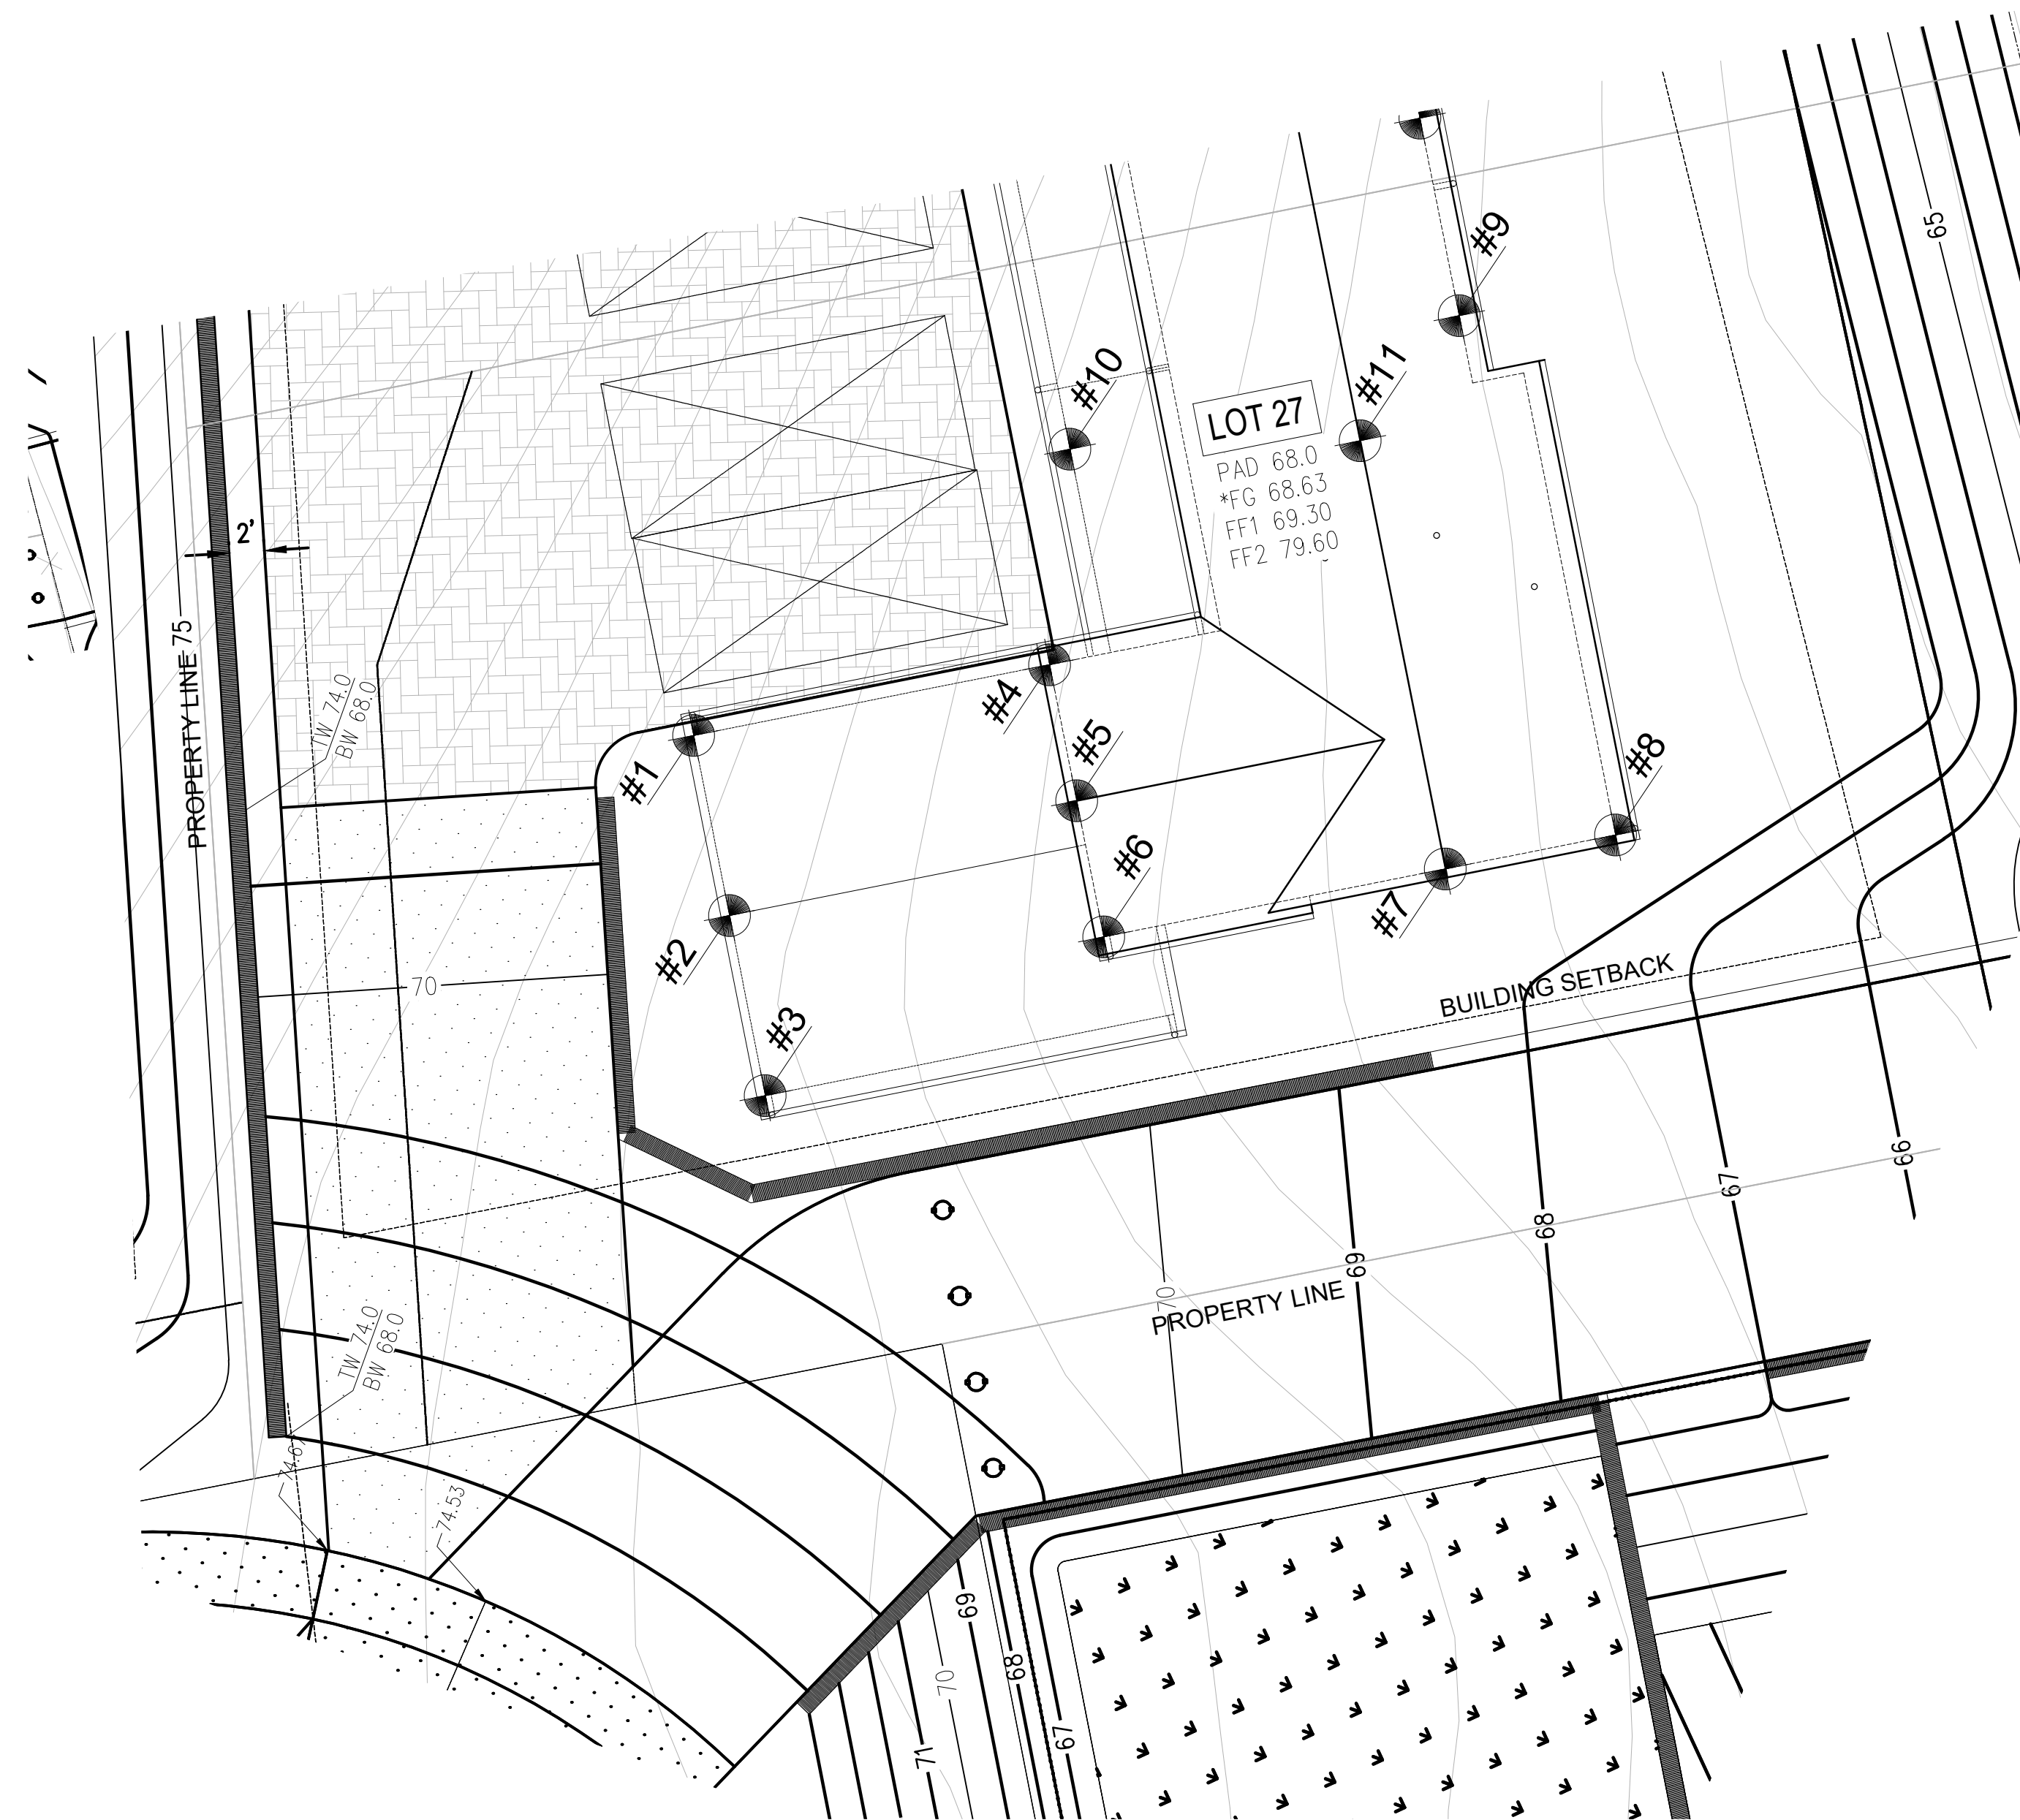 65
#9
#10
#11
LOT 27
PAD 68.0
*FG 68.63
FF1 69.30
FF2 79.60
2'
75
PROPERTY LINE
TW 74.0
BW 68.0
#4
#5
#1
#8
#6
#7
#2
70
#3
BUILDING SETBACK
66
67
68
69
70
PROPERTY LINE
TW 74.0
BW 68.0
74.67
74.53
69
68
70
67
71